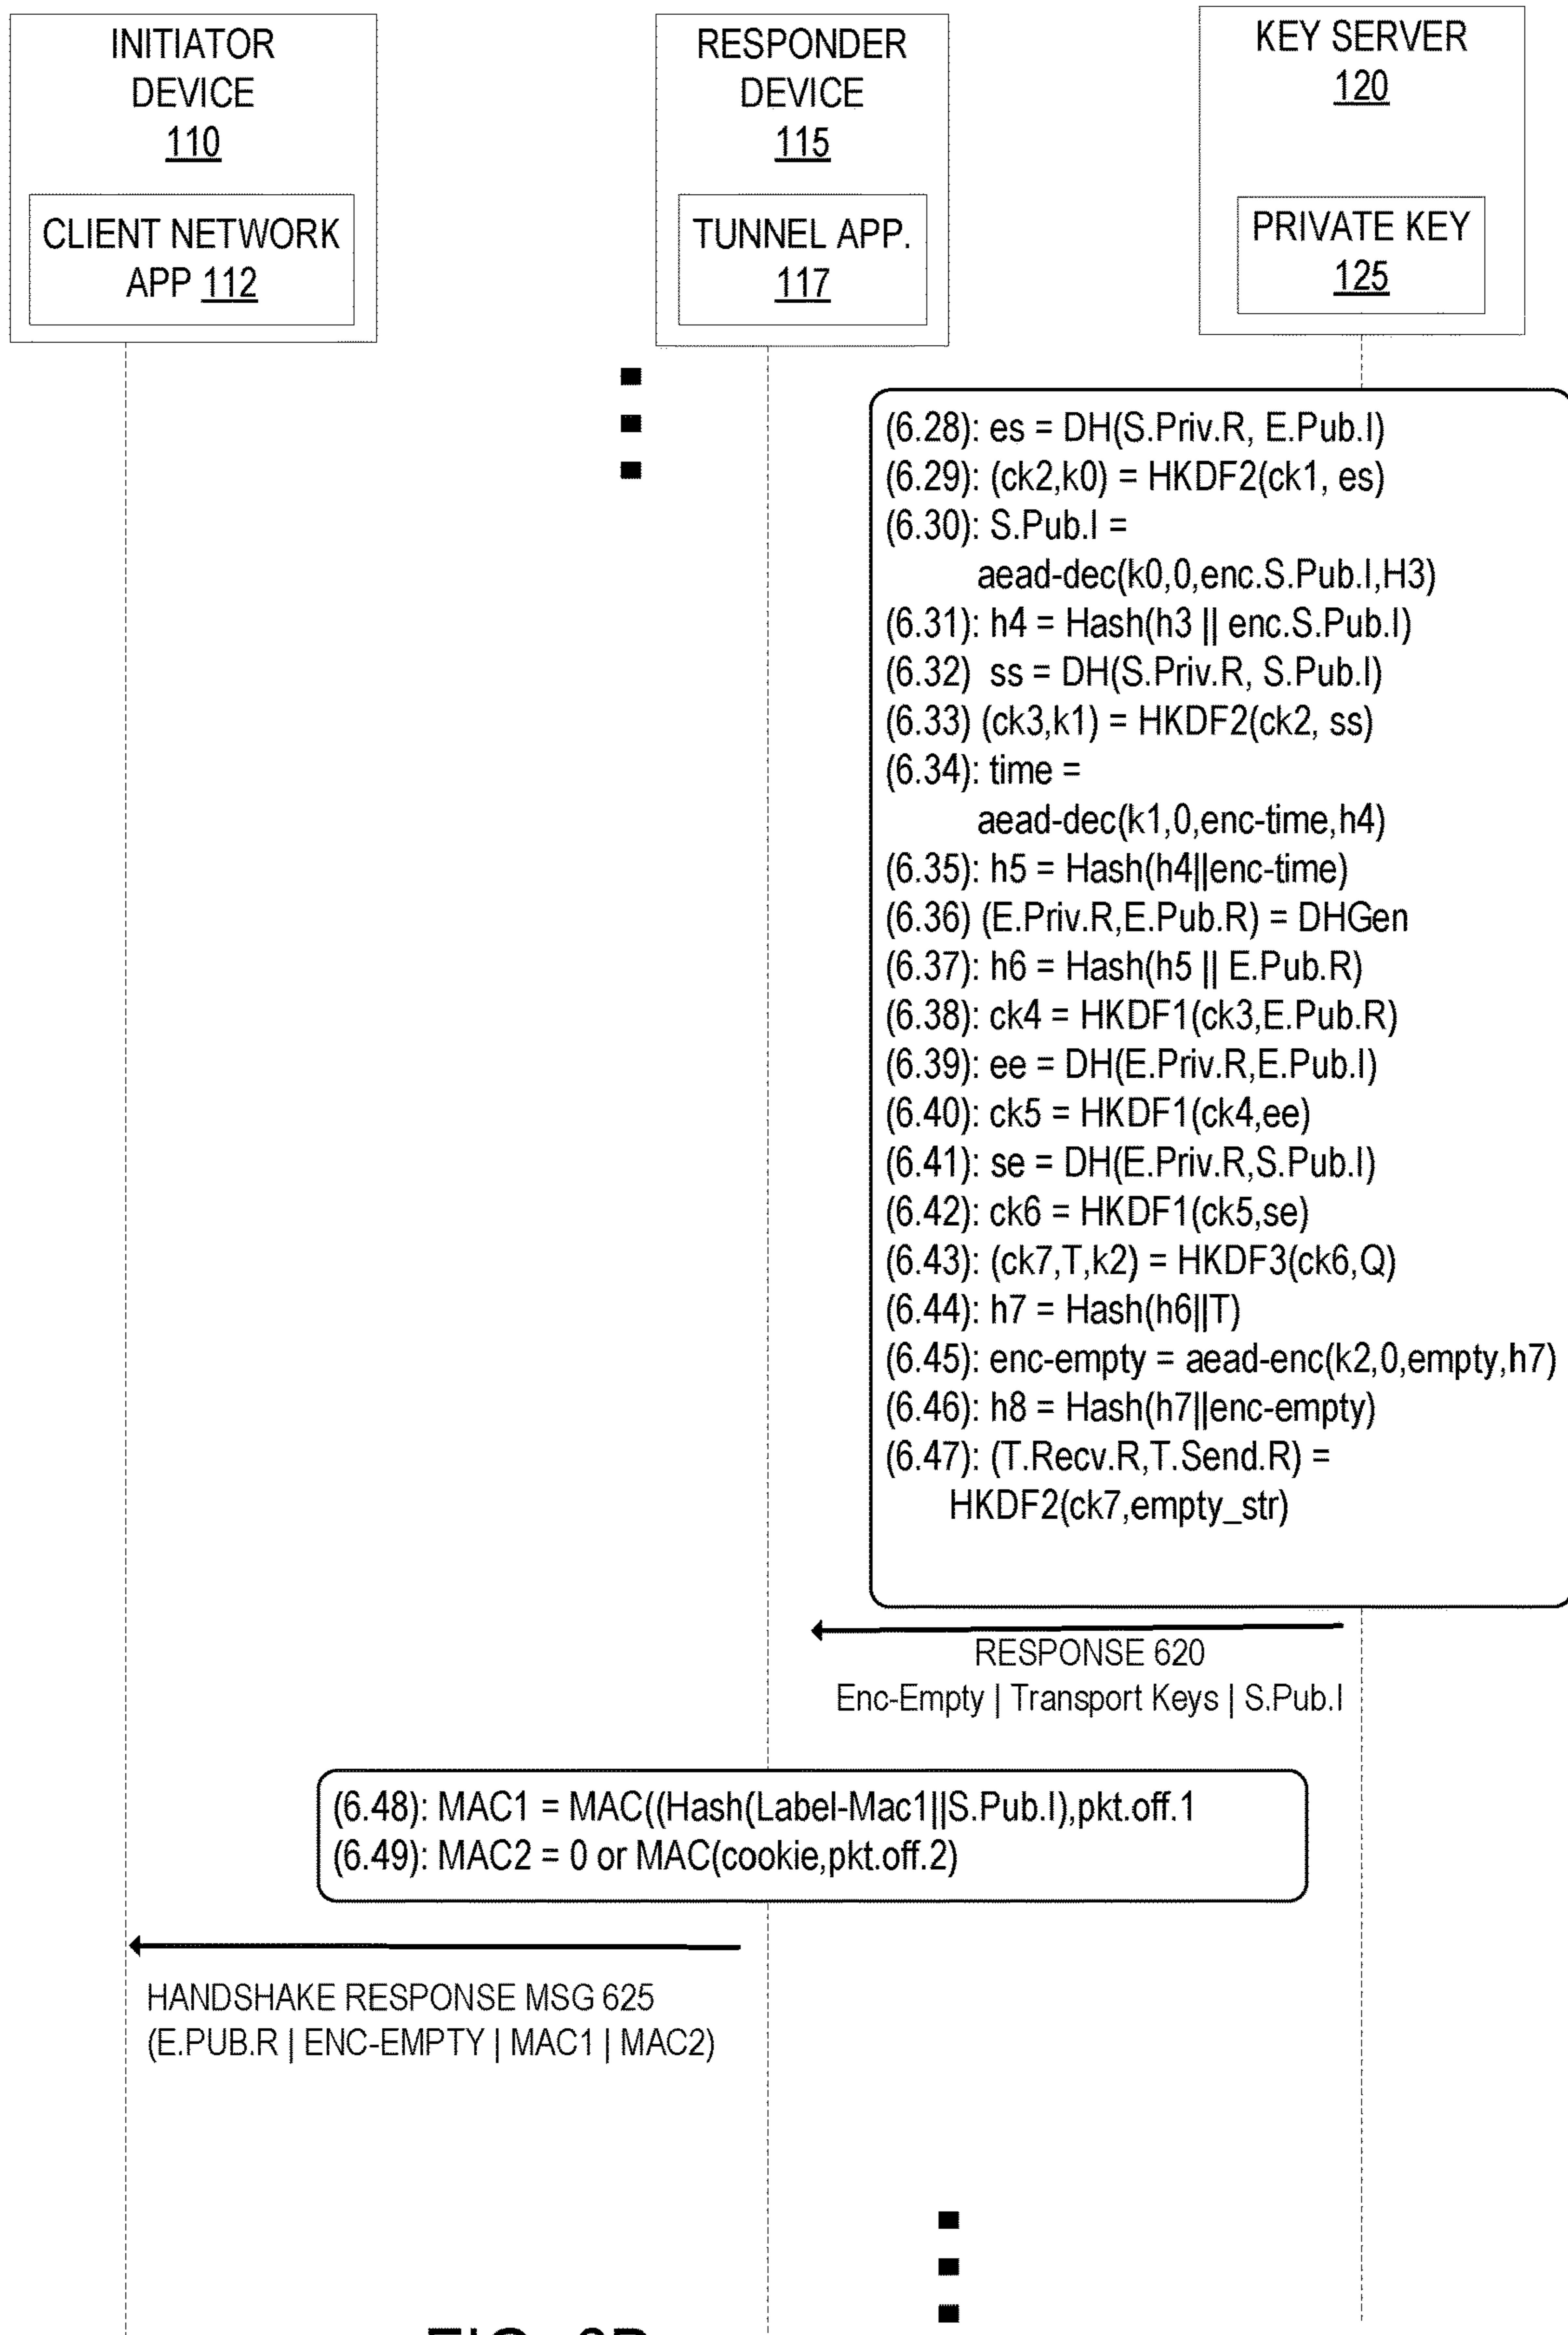 INITIATOR
DEVICE
110
CLIENT NETWORK
APP 112
RESPONDER
DEVICE
115
TUNNEL APP.
117
KEY SERVER
120
PRIVATE KEY
125
(6.28): es = DH(S.Priv.R, E.Pub.I)
(6.29): (ck2,k0) = HKDF2(ck1, es)
(6.30): S.Pub.I =
aead-dec(k0,0,enc.S.Pub.I,H3)
(6.31): h4 = Hash(h3 || enc.S.Pub.I)
(6.32) ss = DH(S.Priv.R, S.Pub.I)
(6.33) (ck3,k1) = HKDF2(ck2, ss)
(6.34): time =
aead-dec(k1,0,enc-time,h4)
(6.35): h5 = Hash(h4||enc-time)
(6.36) (E.Priv.R,E.Pub.R) = DHGen
(6.37): h6 = Hash(h5 || E.Pub.R)
(6.38): ck4 = HKDF1(ck3,E.Pub.R)
(6.39): ee = DH(E.Priv.R,E.Pub.I)
(6.40): ck5 = HKDF1(ck4,ee)
(6.41): se = DH(E.Priv.R,S.Pub.I)
(6.42): ck6 = HKDF1(ck5,se)
(6.43): (ck7,T,k2) = HKDF3(ck6,Q)
(6.44): h7 = Hash(h6||T)
(6.45): enc-empty = aead-enc(k2,0,empty,h7)
(6.46): h8 = Hash(h7||enc-empty)
(6.47): (T.Recv.R,T.Send.R) =
HKDF2(ck7,empty_str)
RESPONSE 620
Enc-Empty | Transport Keys | S.Pub.I
(6.48): MAC1 = MAC((Hash(Label-Mac1||S.Pub.I),pkt.off.1
(6.49): MAC2 = 0 or MAC(cookie,pkt.off.2)
HANDSHAKE RESPONSE MSG 625
(E.PUB.R | ENC-EMPTY | MAC1 | MAC2)